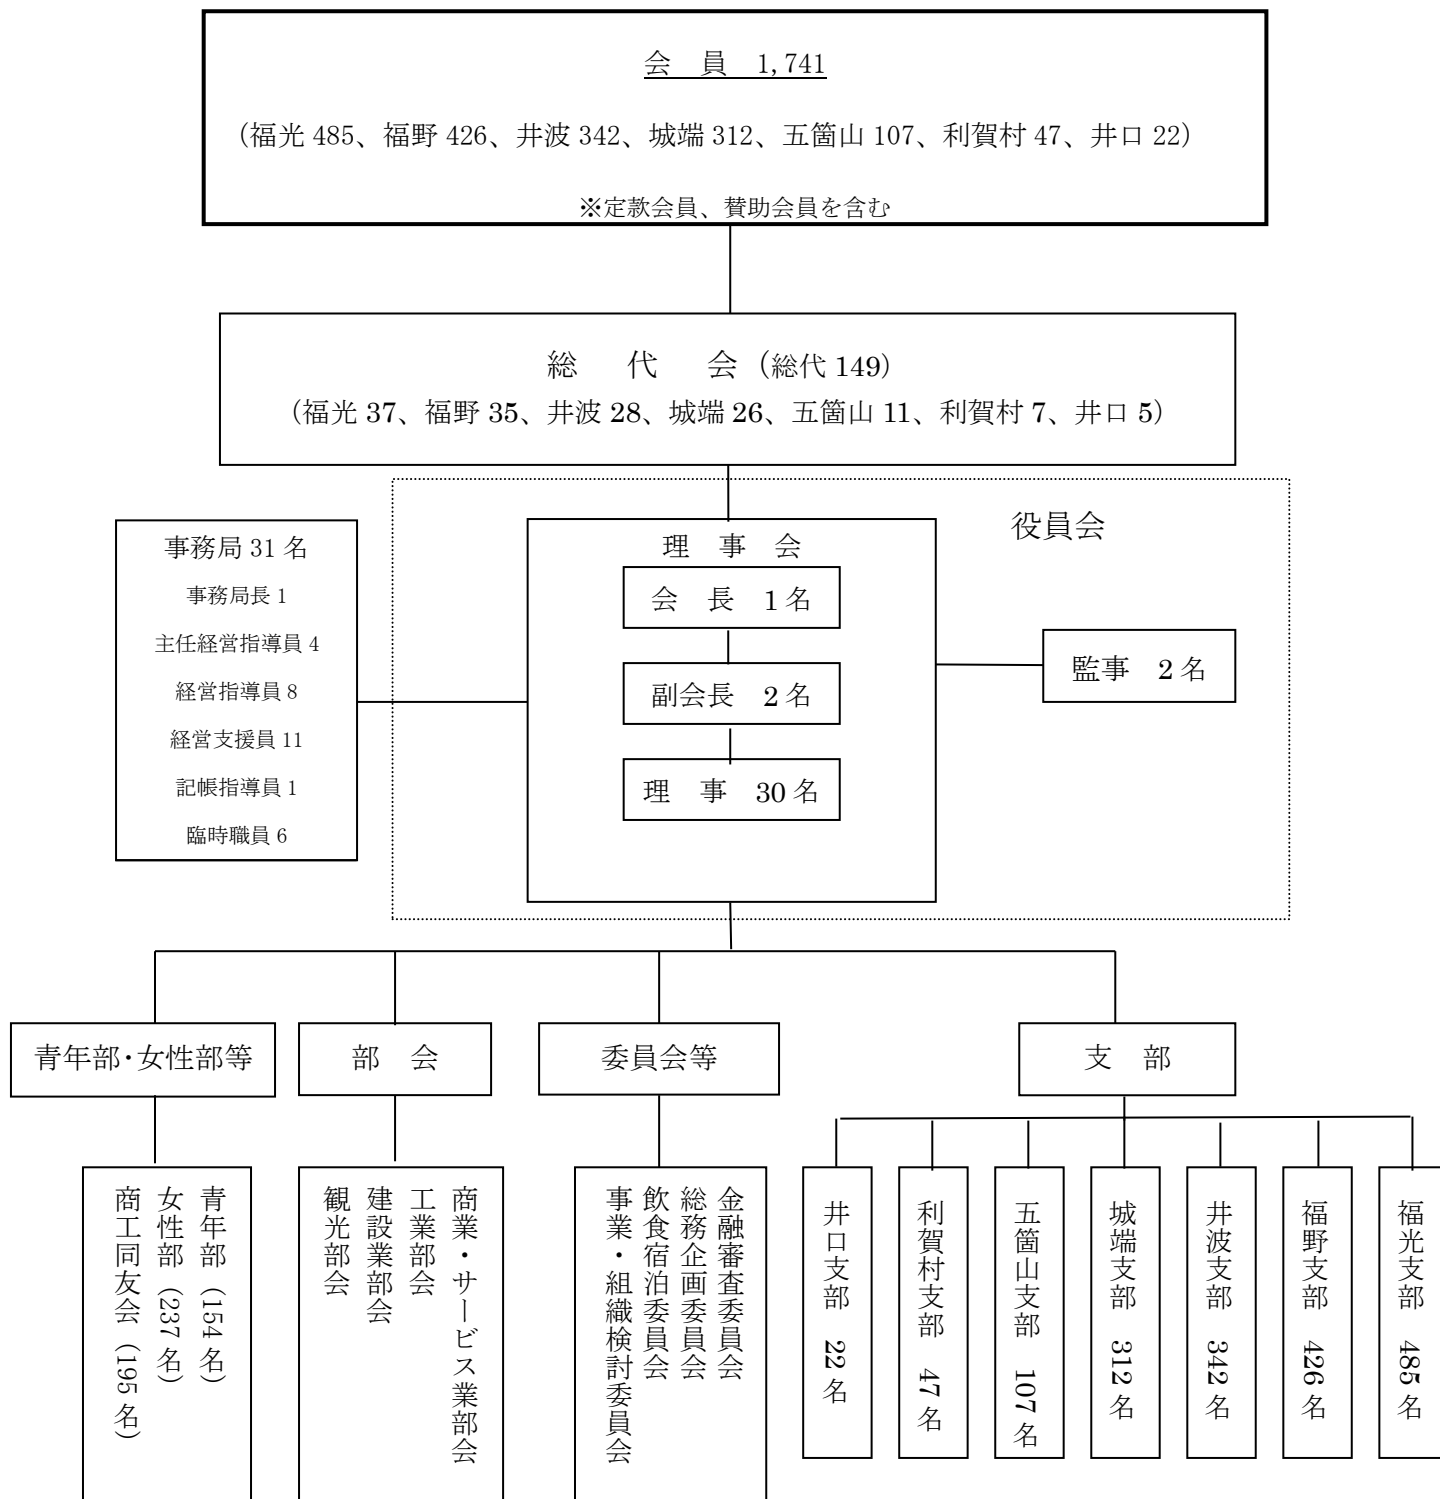 会　員　1,741
（福光 485、福野 426、井波 342、城端 312、五箇山 107、利賀村 47、井口 22）
※定款会員、賛助会員を含む
総　代　会（総代 149）
（福光 37、福野 35、井波 28、城端 26、五箇山 11、利賀村 7、井口 5）
役員会
事務局 31 名
事務局長 1
主任経営指導員 4
経営指導員 8
経営支援員 11
記帳指導員 1
臨時職員 6
理　事　会
会　長　1 名
副会長　2 名
理　事　30 名
監事　2 名
青年部・女性部等
部　会
委員会等
支　部
青年部（154 名）
女性部（237 名）
商工同友会（195 名）
商業・サービス業部会
工業部会
建設業部会
観光部会
金融審査委員会
総務企画委員会
飲食宿泊委員会
事業・組織検討委員会
福光支部　485 名
福野支部　426 名
井波支部　342 名
城端支部　312 名
五箇山支部　107 名
利賀村支部　47 名
井口支部　22 名